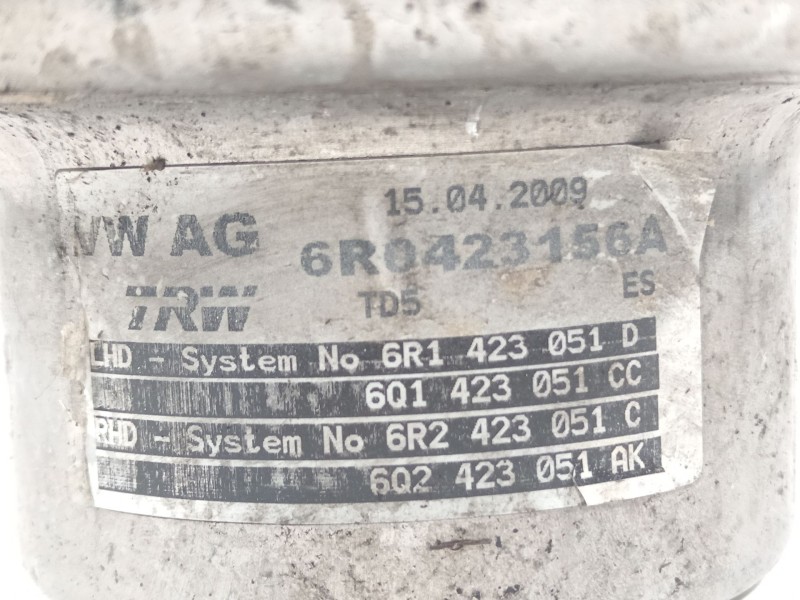 15.04.2009
VW AG 6R0423156A
TRW TD5 ES
LHD - System No 6R1 423 051 D
6Q1 423 051 CC
RHD - System No 6R2 423 051 C
6Q2 423 051 AK